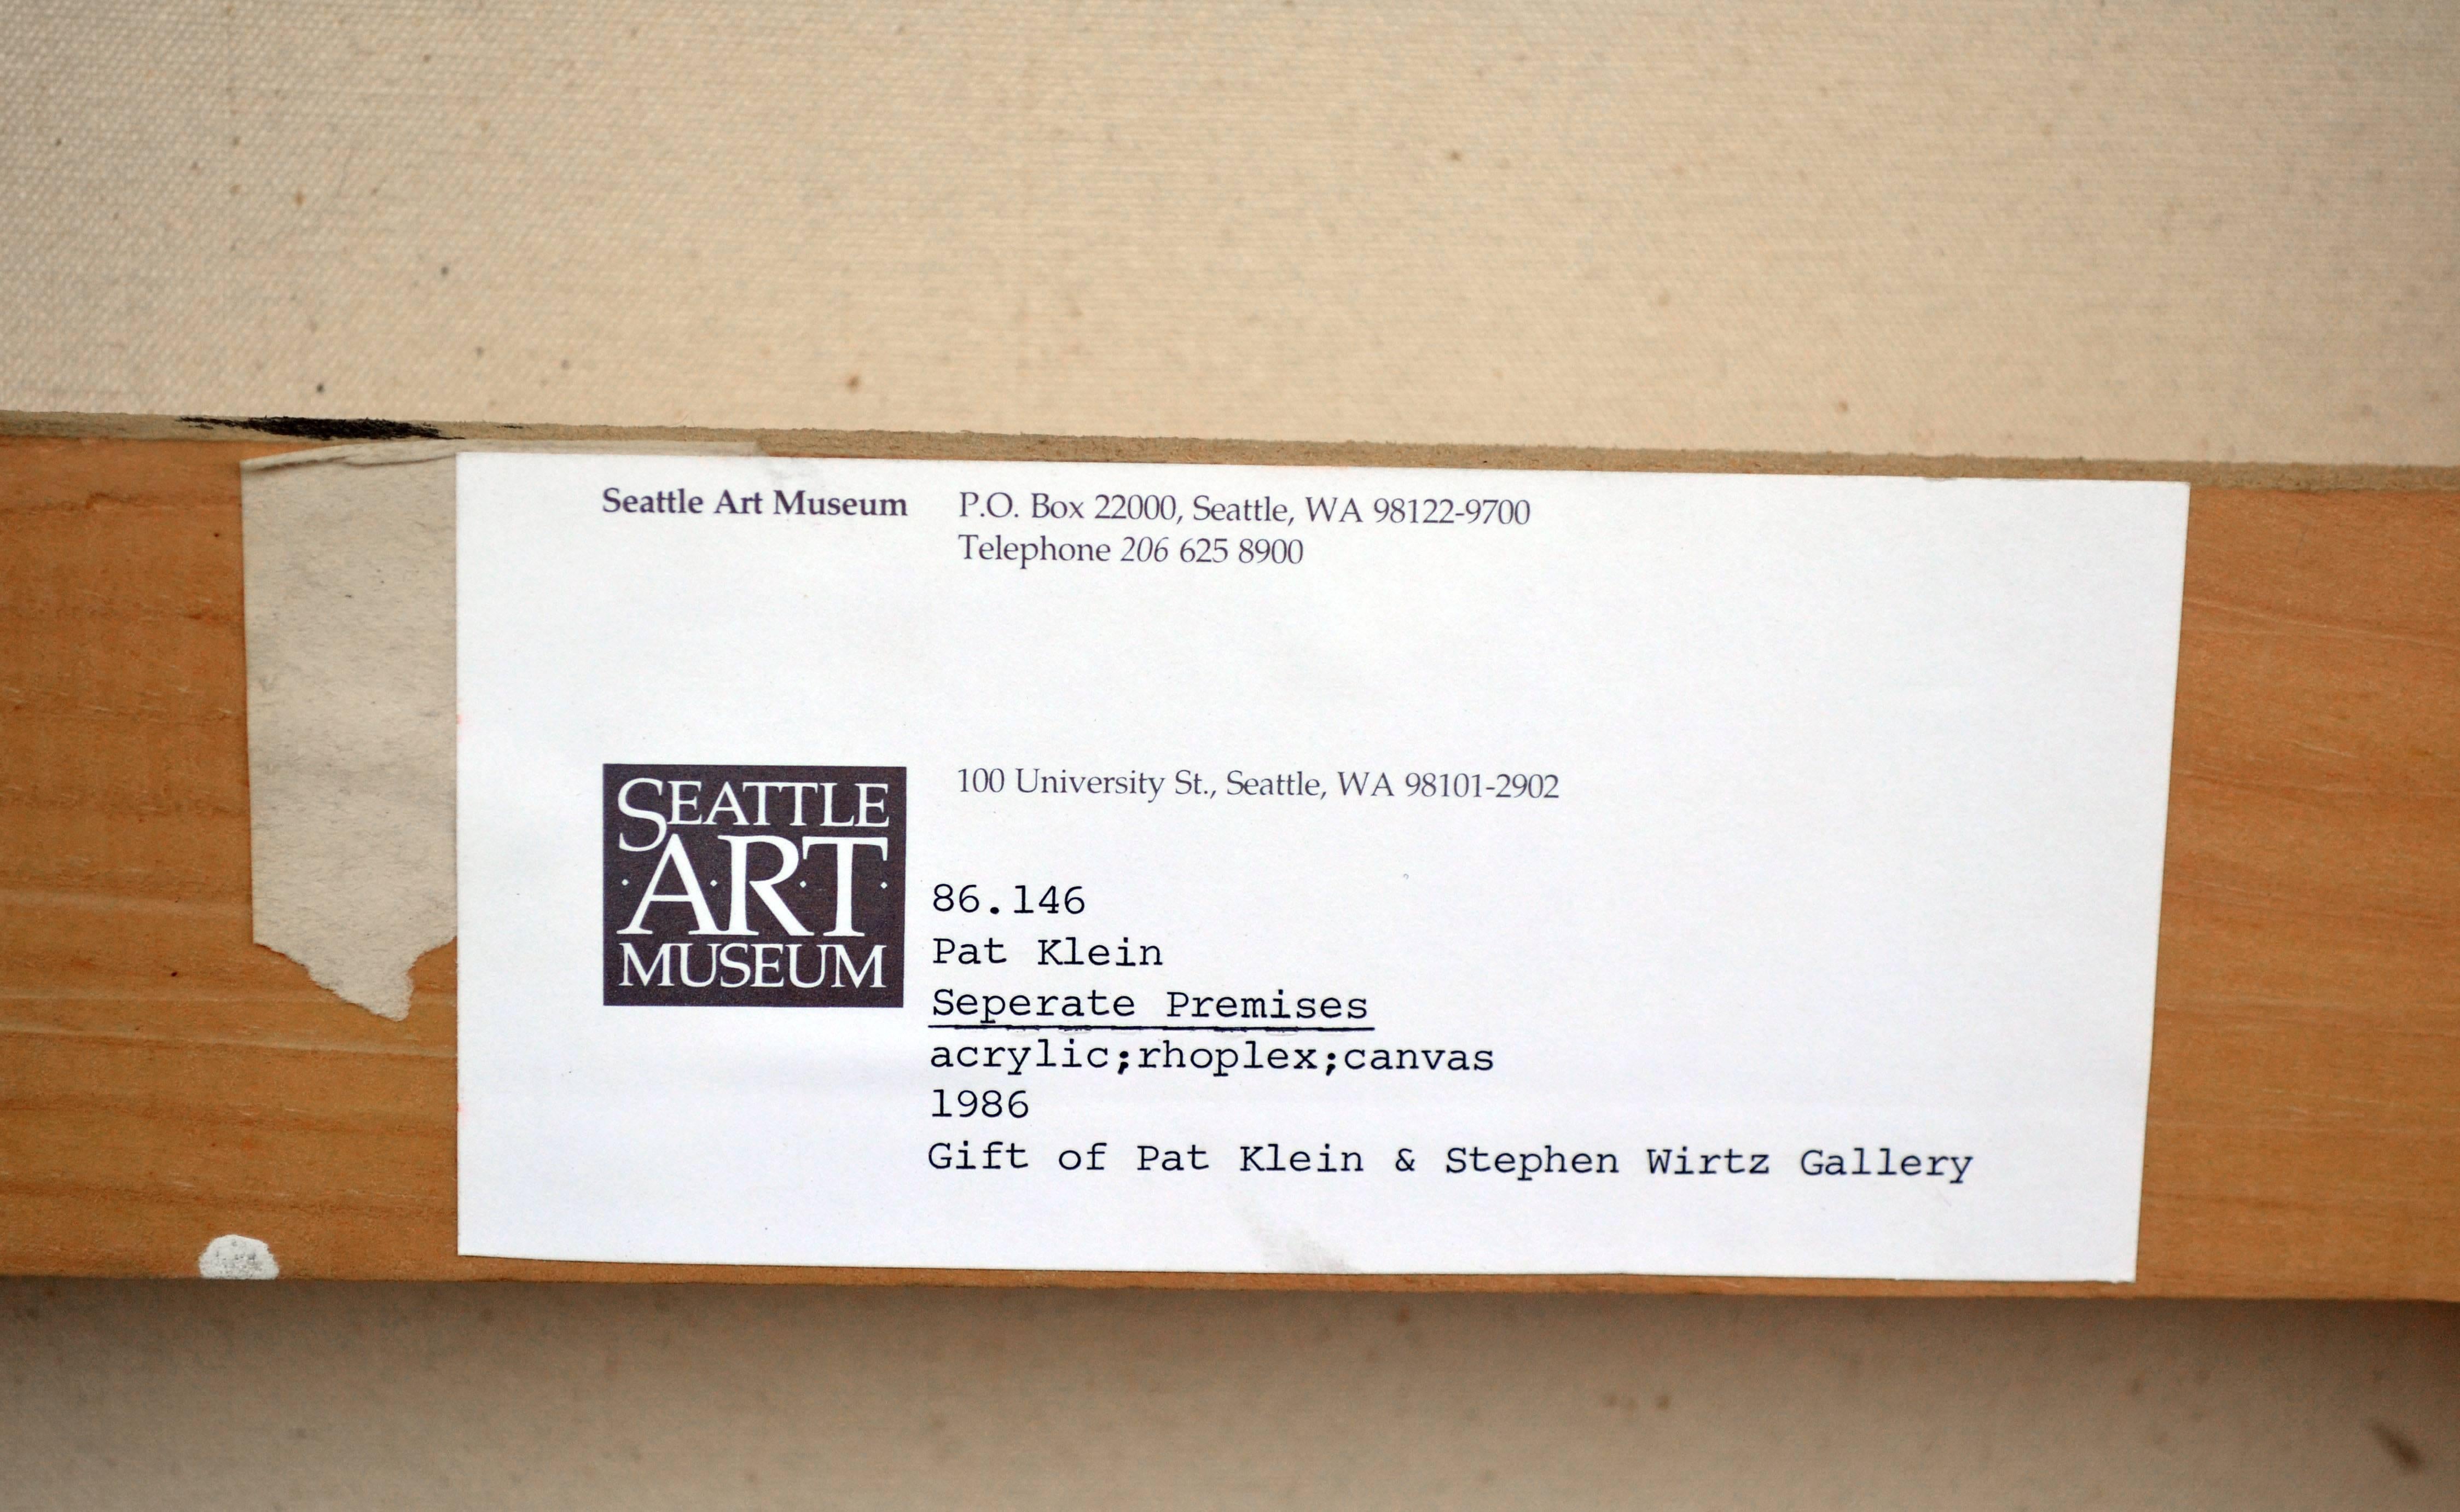 Seattle Art Museum P.O. Box 22000, Seattle, WA 98122-9700
Telephone 206 625 8900
100 University St., Seattle, WA 98101-2902
SEATTLE
·A·R·T·
MUSEUM
86.146
Pat Klein
Seperate Premises
acrylic;rhoplex;canvas
1986
Gift of Pat Klein & Stephen Wirtz Gallery